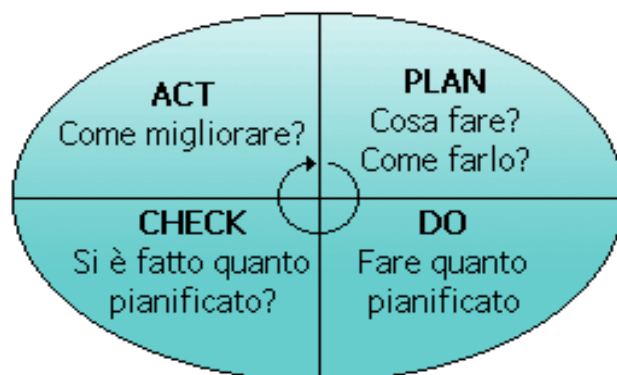 ACT
Come migliorare?
PLAN
Cosa fare?
Come farlo?
CHECK
Si è fatto quanto
pianificato?
DO
Fare quanto
pianificato